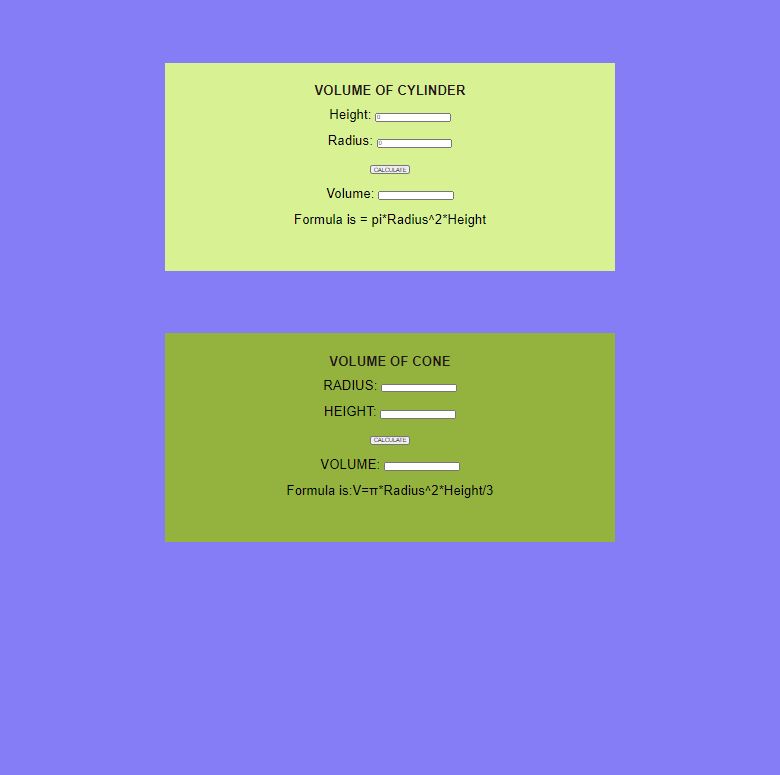 VOLUME OF CYLINDER
Height: 0
Radius: 0
CALCULATE
Volume:
Formula is = pi*Radius^2*Height
VOLUME OF CONE
RADIUS:
HEIGHT:
CALCULATE
VOLUME:
Formula is:V=π*Radius^2*Height/3